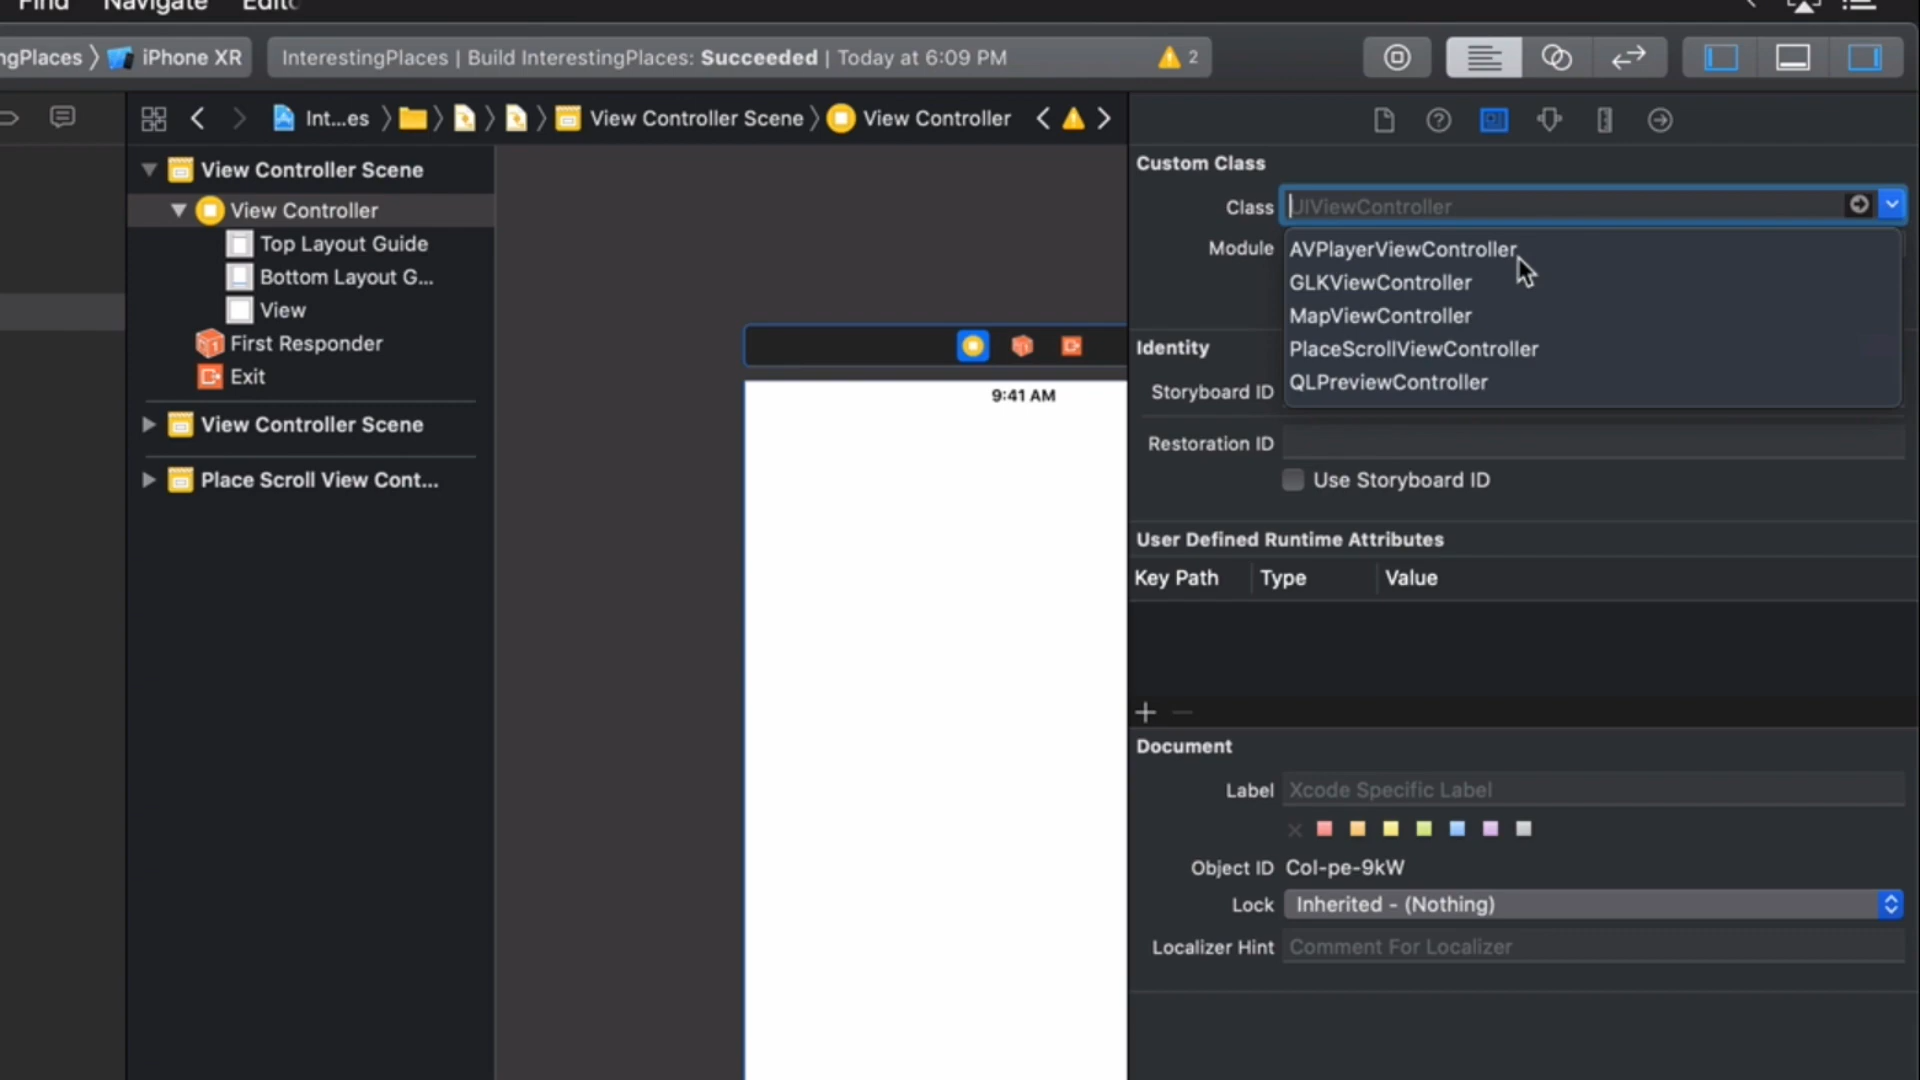 Find Navigate
ngPlaces iPhone XR InterestingPlaces | Build InterestingPlaces: Succeeded | Today at 6:09 PM 2
Int...es View Controller Scene View Controller
View Controller Scene
View Controller
Top Layout Guide
Bottom Layout G...
View
First Responder
Exit
View Controller Scene
Place Scroll View Cont...
9:41 AM
Custom Class
Class UIViewController
Module
AVPlayerViewController
GLKViewController
MapViewController
PlaceScrollViewController
QLPreviewController
Identity
Storyboard ID
Restoration ID
Use Storyboard ID
User Defined Runtime Attributes
Key Path Type Value
Document
Label Xcode Specific Label
Object ID Col-pe-9kW
Lock Inherited - (Nothing)
Localizer Hint Comment For Localizer